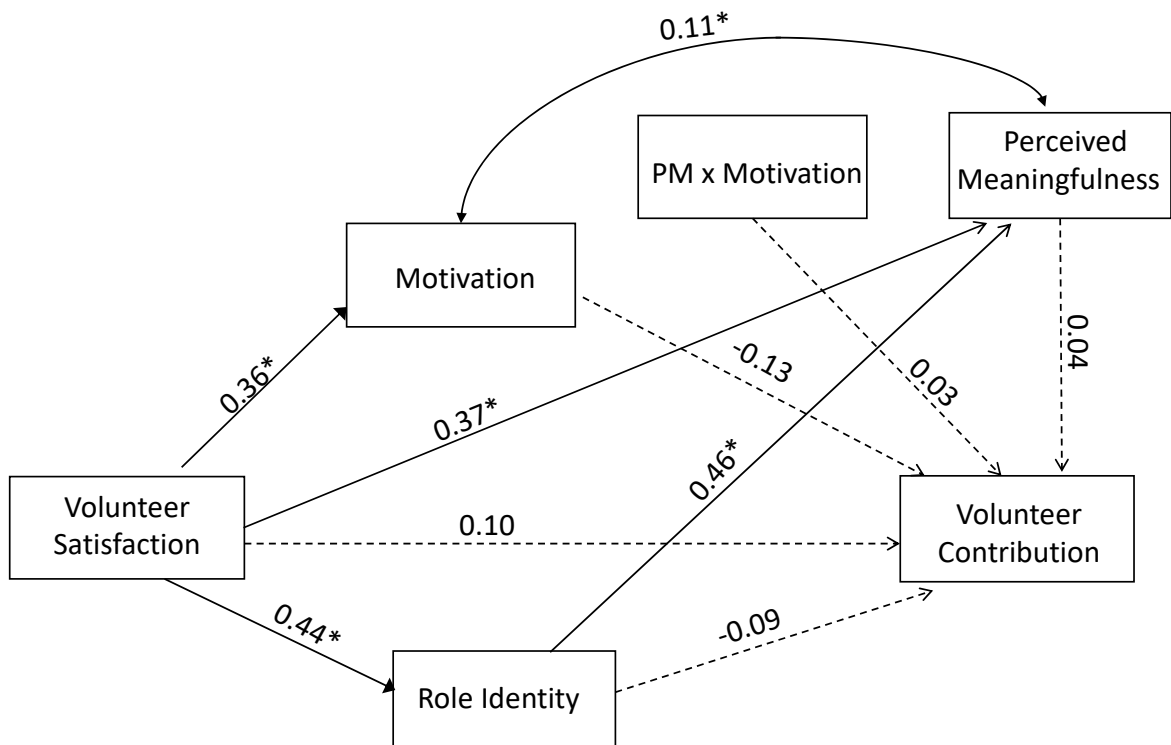 0.11*
Perceived
Meaningfulness
PM x Motivation
Motivation
-0.13
0.03
0.04
0.36*
0.37*
0.46*
Volunteer
Satisfaction
0.10
Volunteer
Contribution
0.44*
-0.09
Role Identity